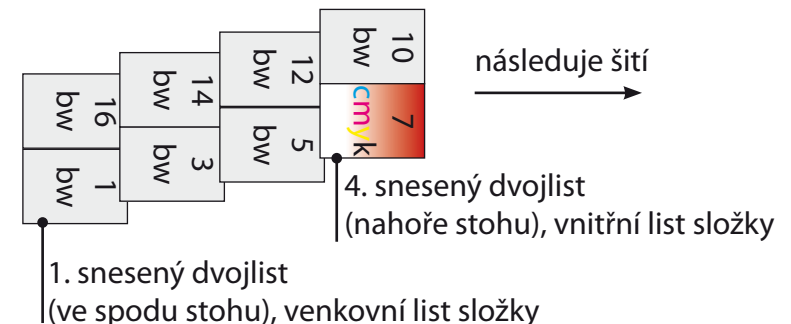 16
bw
1
bw
14
bw
3
bw
12
bw
5
bw
10
bw
7
cmyk
následuje šití
4. snesený dvojlist
(nahoře stohu), vnitřní list složky
1. snesený dvojlist
(ve spodu stohu), venkovní list složky